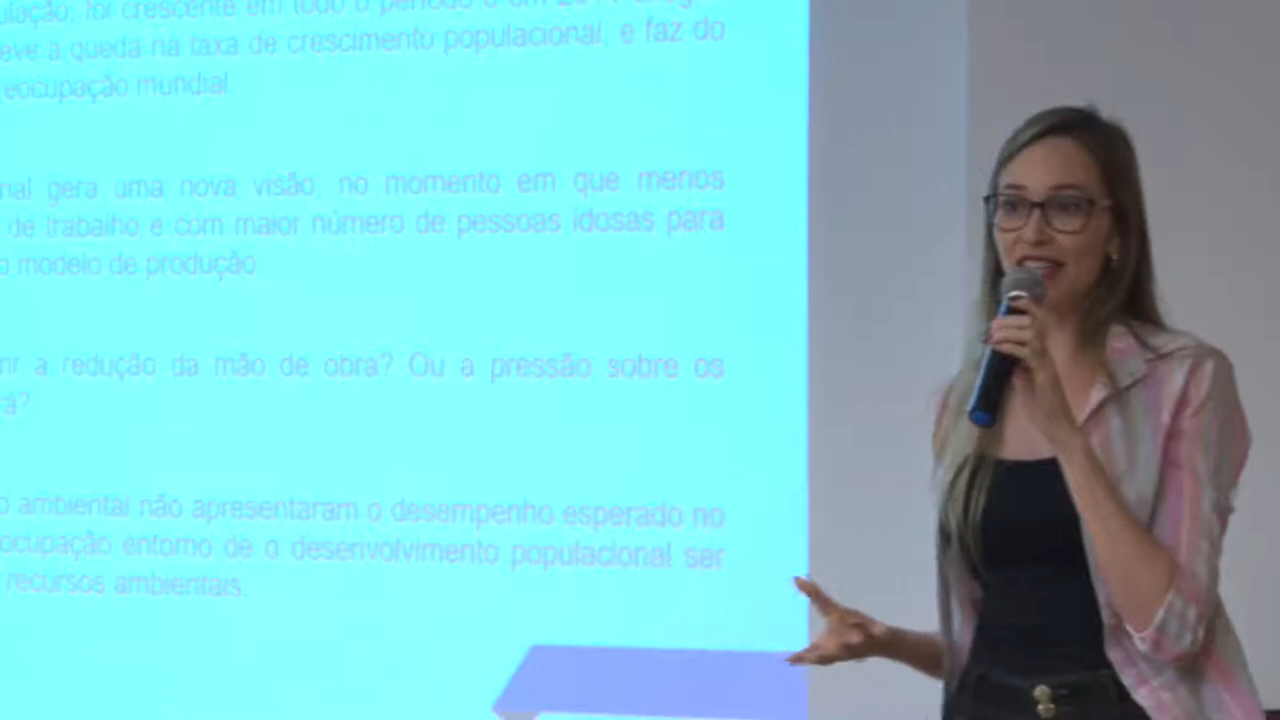 ulação, foi crescente em todo o período e em
eve a queda na taxa de crescimento populacional, e faz do
reocupação mundial.
nal gera uma nova visão, no momento em que menos
de trabalho e com maior número de pessoas idosas para
o modelo de produção.
rir a redução da mão de obra? Ou a pressão sobre os
rá?
o ambiental não apresentaram o desempenho esperado no
ocupação entorno de o desenvolvimento populacional ser
recursos ambientais.